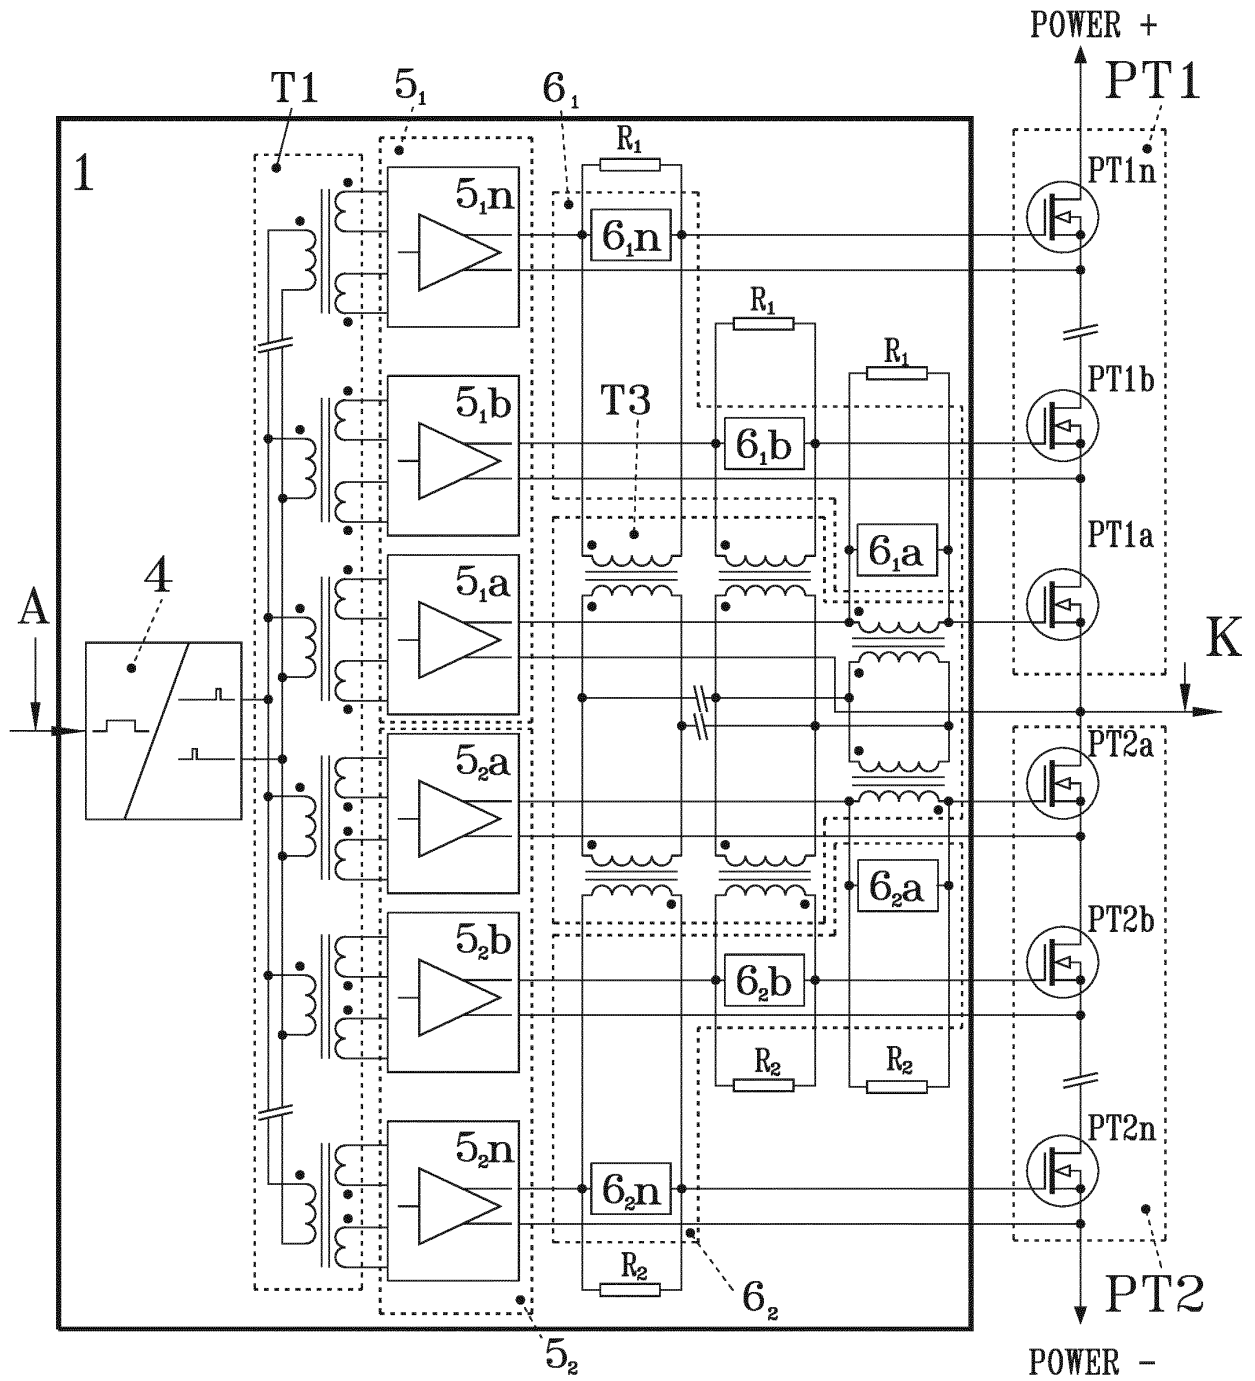 POWER +
PT1
T1
5₁
6₁
1
R₁
PT1n
5₁n
6₁n
R₁
R₁
PT1b
5₁b
T3
6₁b
PT1a
5₁a
6₁a
4
A
K
5₂a
PT2a
6₂a
5₂b
PT2b
6₂b
R₂
R₂
5₂n
PT2n
6₂n
R₂
6₂
PT2
5₂
POWER -